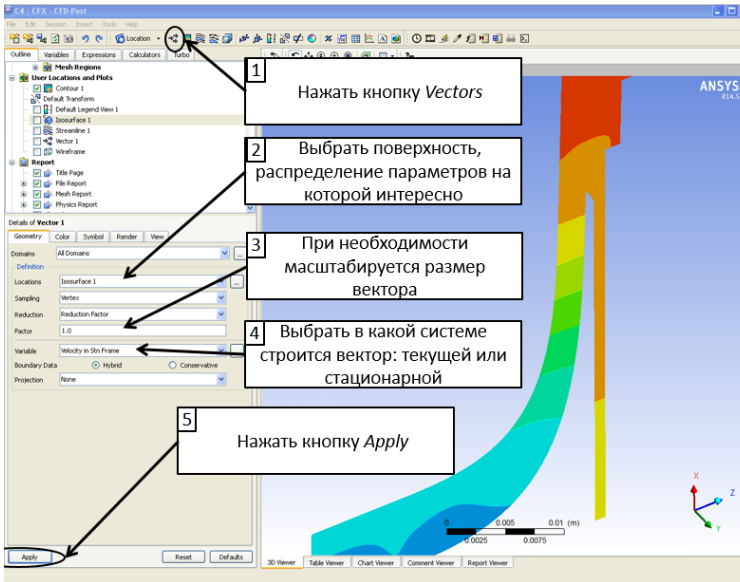 C4 : CFX - CFD-Post
File Edit Session Insert Tools Help
Location
Outline Variables Expressions Calculators Turbo
Mesh Regions
User Locations and Plots
Contour 1
Default Transform
Default Legend View 1
Isosurface 1
Streamline 1
Vector 1
Wireframe
Report
Title Page
File Report
Mesh Report
Physics Report
Details of Vector 1
Geometry Color Symbol Render View
Domains All Domains
Definition
Locations Isosurface 1
Sampling Vertex
Reduction Reduction Factor
Factor 1.0
Variable Velocity in Stn Frame
Boundary Data Hybrid Conservative
Projection None
Apply Reset Defaults
1
Нажать кнопку Vectors
2
Выбрать поверхность,
распределение параметров на
которой интересно
3
При необходимости
масштабируется размер
вектора
4
Выбрать в какой системе
строится вектор: текущей или
стационарной
5
Нажать кнопку Apply
ANSYS
R14.5
X
Z
Y
0.005 0.01 (m)
0.0025 0.0075
3D Viewer Table Viewer Chart Viewer Comment Viewer Report Viewer